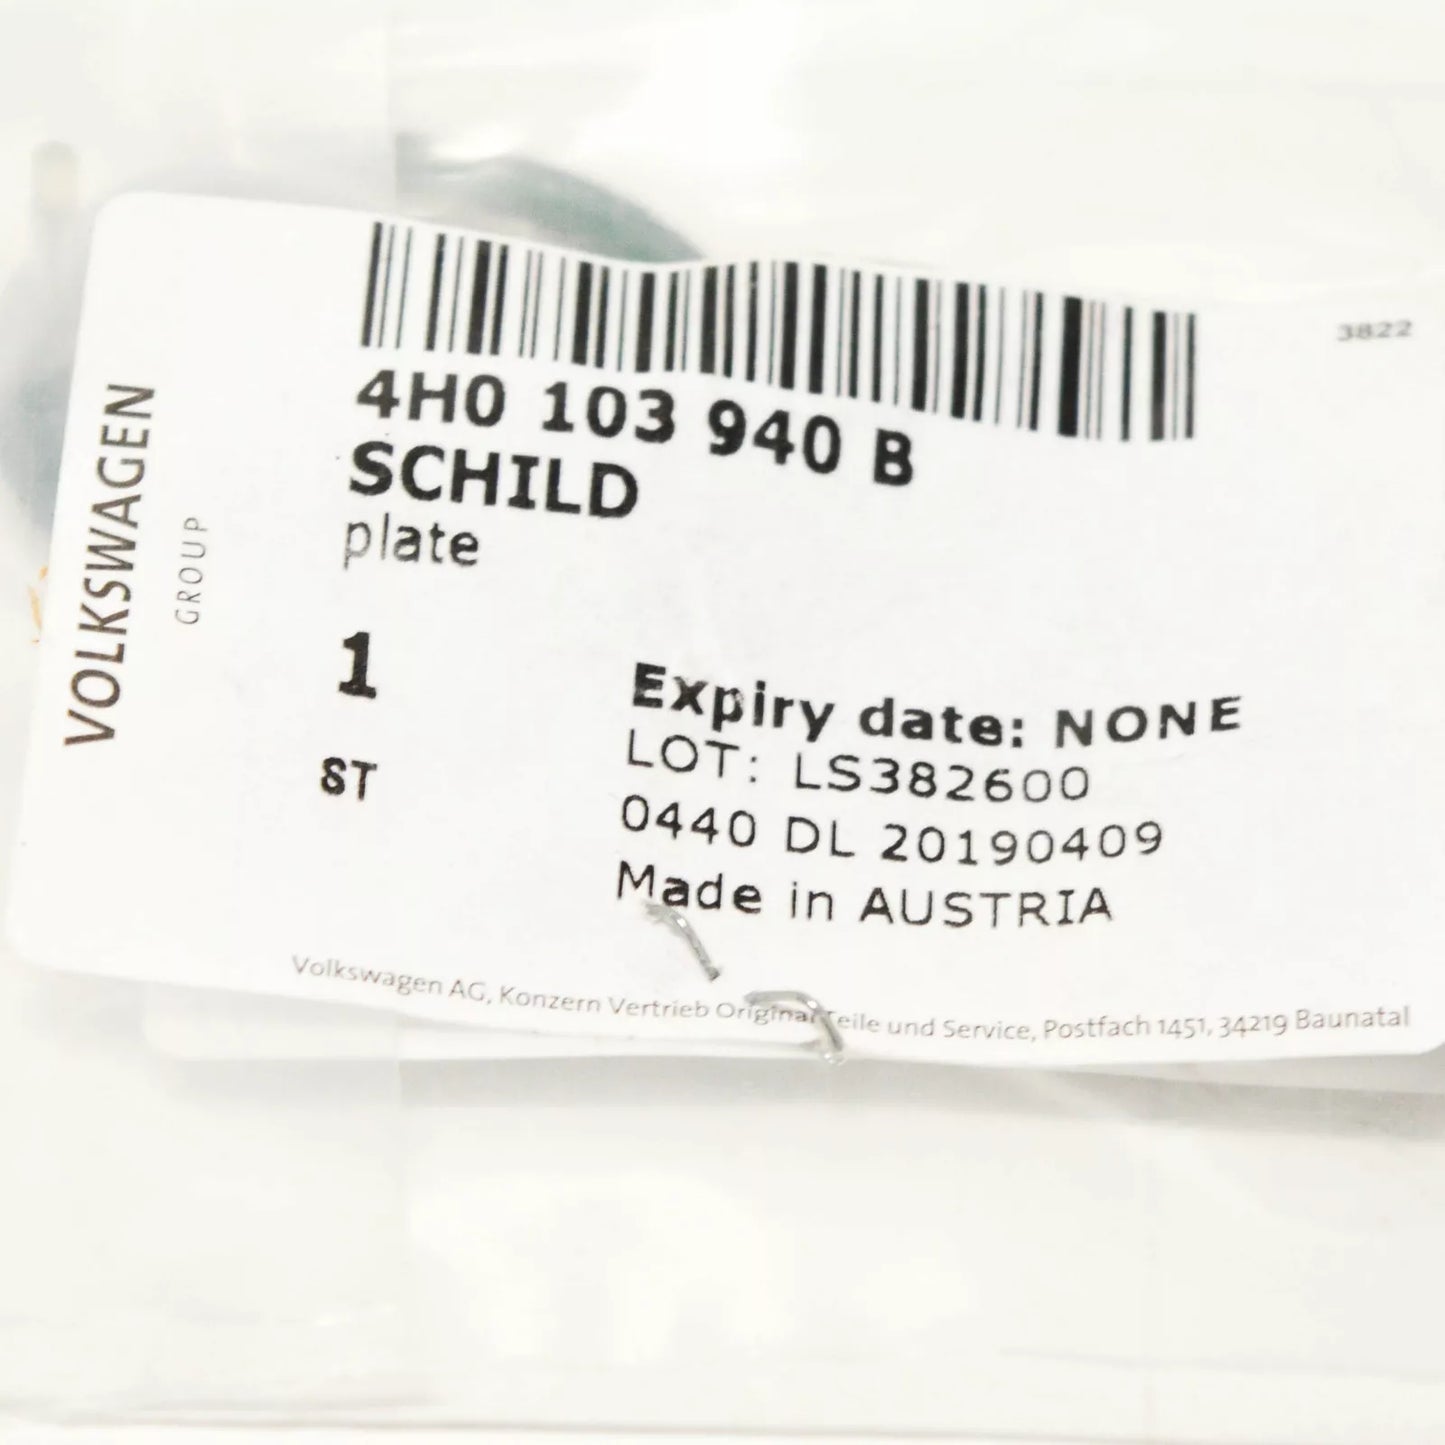 VOLKSWAGEN
GROUP
3822
4H0 103 940 B
SCHILD
plate
1
ST
Expiry date: NONE
LOT: LS382600
0440 DL 20190409
Made in AUSTRIA
Volkswagen AG, Konzern Vertrieb Original Teile und Service, Postfach 1451, 34219 Baunatal